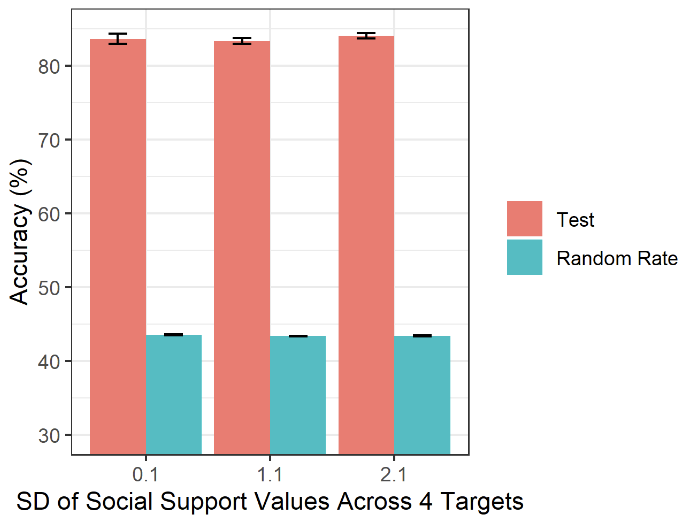 80
70
60
50
40
30
Accuracy (%)
0.1 1.1 2.1
SD of Social Support Values Across 4 Targets
Test
Random Rate